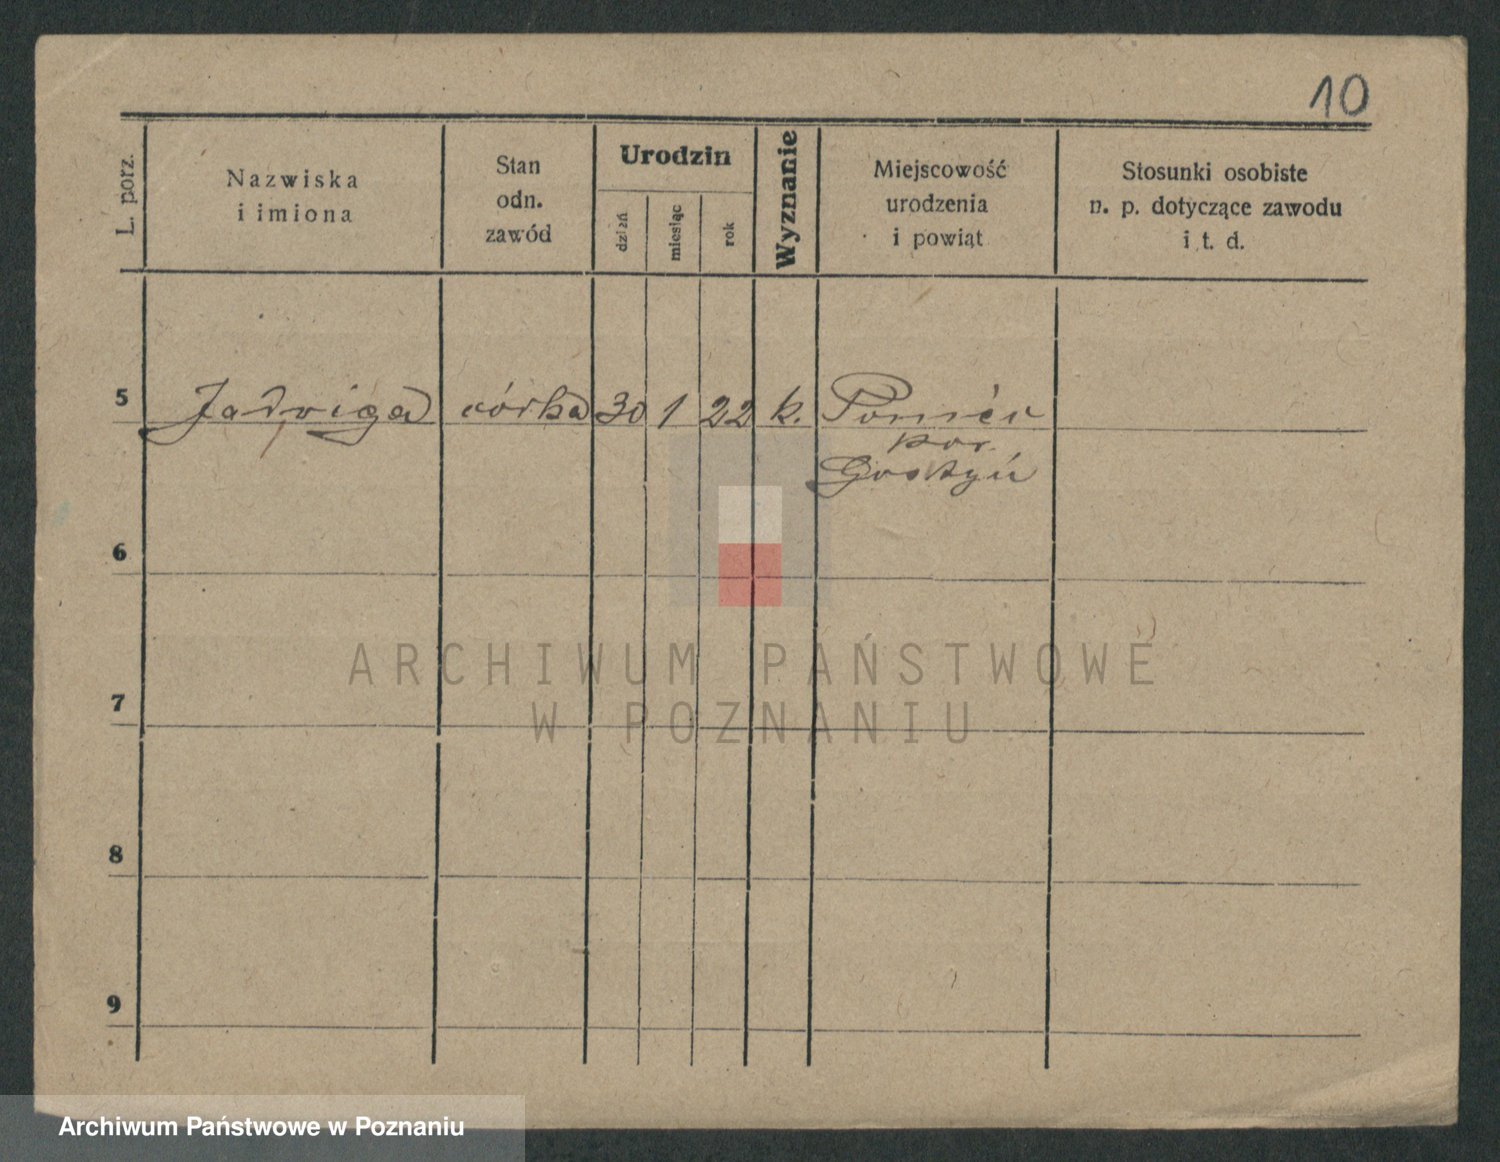 10
L. porz.
Nazwiska
i imiona
Stan
odn.
zawód
Urodzin
dzień
miesiąc
rok
Wyznanie
Miejscowość
urodzenia
i powiąt
Stosunki osobiste
n. p. dotyczące zawodu
i t. d.
5 Jadwiga córka 30 1 22 k. Poniec
pow.
Gostyń
6
7
8
9
ARCHIWUM PAŃSTWOWE
W POZNANIU
Archiwum Państwowe w Poznaniu